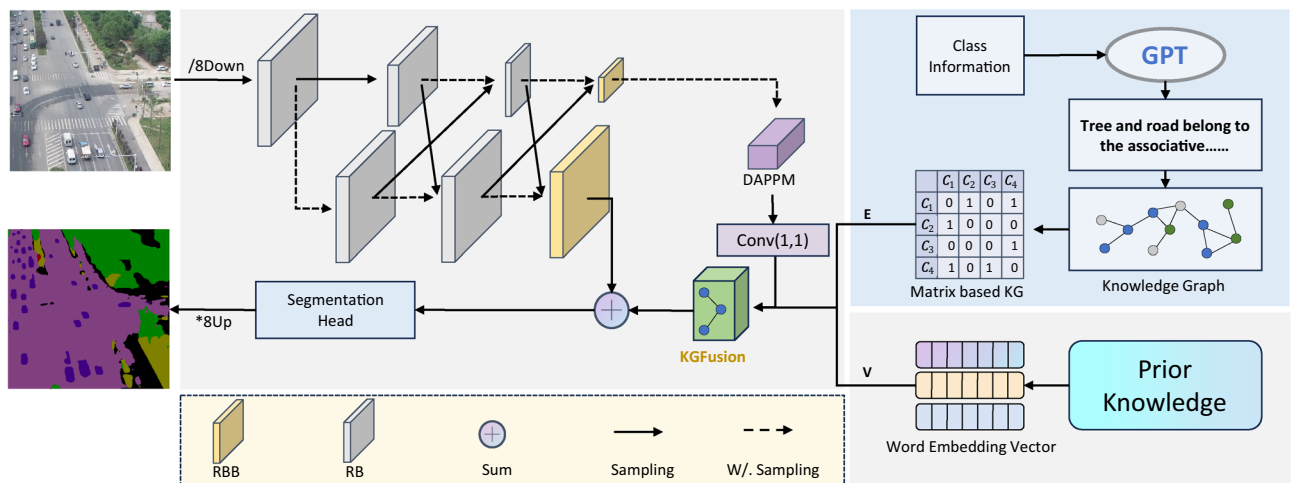 /8Down
DAPPM
Conv(1,1)
KGFusion
Segmentation
Head
*8Up
Class
Information
GPT
Tree and road belong to
the associative......
C₁ C₂ C₃ C₄
C₁ 0 1 0 1
C₂ 1 0 0 0
C₃ 0 0 0 1
C₄ 1 0 1 0
Matrix based KG
Knowledge Graph
E
V
Word Embedding Vector
Prior
Knowledge
RBB
RB
Sum
Sampling
W/. Sampling